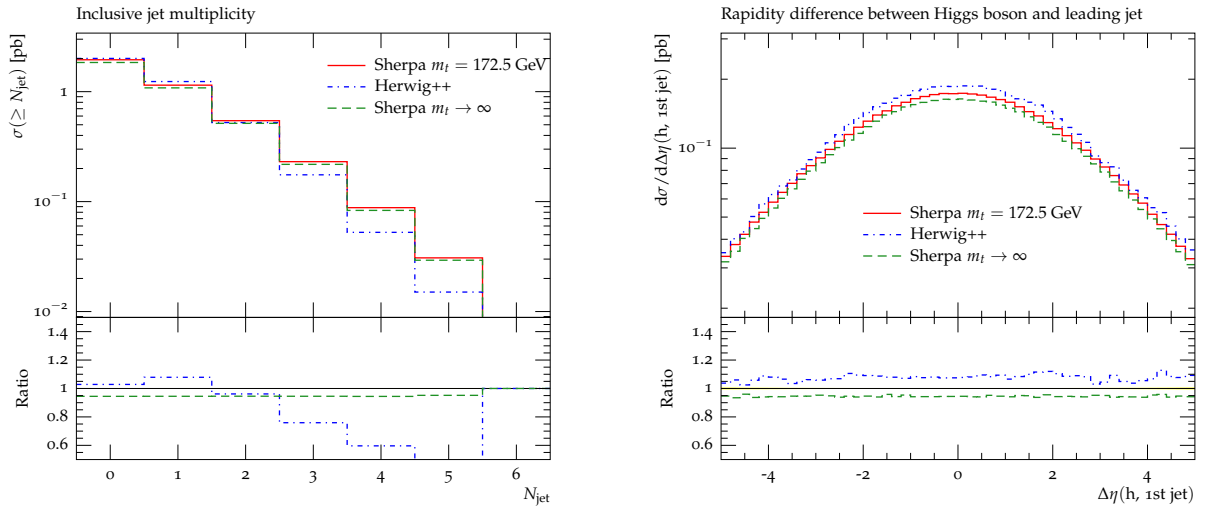 Inclusive jet multiplicity
σ(≥ N_jet) [pb]
Sherpa m_t = 172.5 GeV
Herwig++
Sherpa m_t → ∞
1
10⁻¹
10⁻²
Ratio
1.4
1.2
1
0.8
0.6
0 1 2 3 4 5 6
N_jet
Rapidity difference between Higgs boson and leading jet
dσ/dΔη(h, 1st jet) [pb]
10⁻¹
Sherpa m_t = 172.5 GeV
Herwig++
Sherpa m_t → ∞
Ratio
1.4
1.2
1
0.8
0.6
-4 -2 0 2 4
Δη(h, 1st jet)